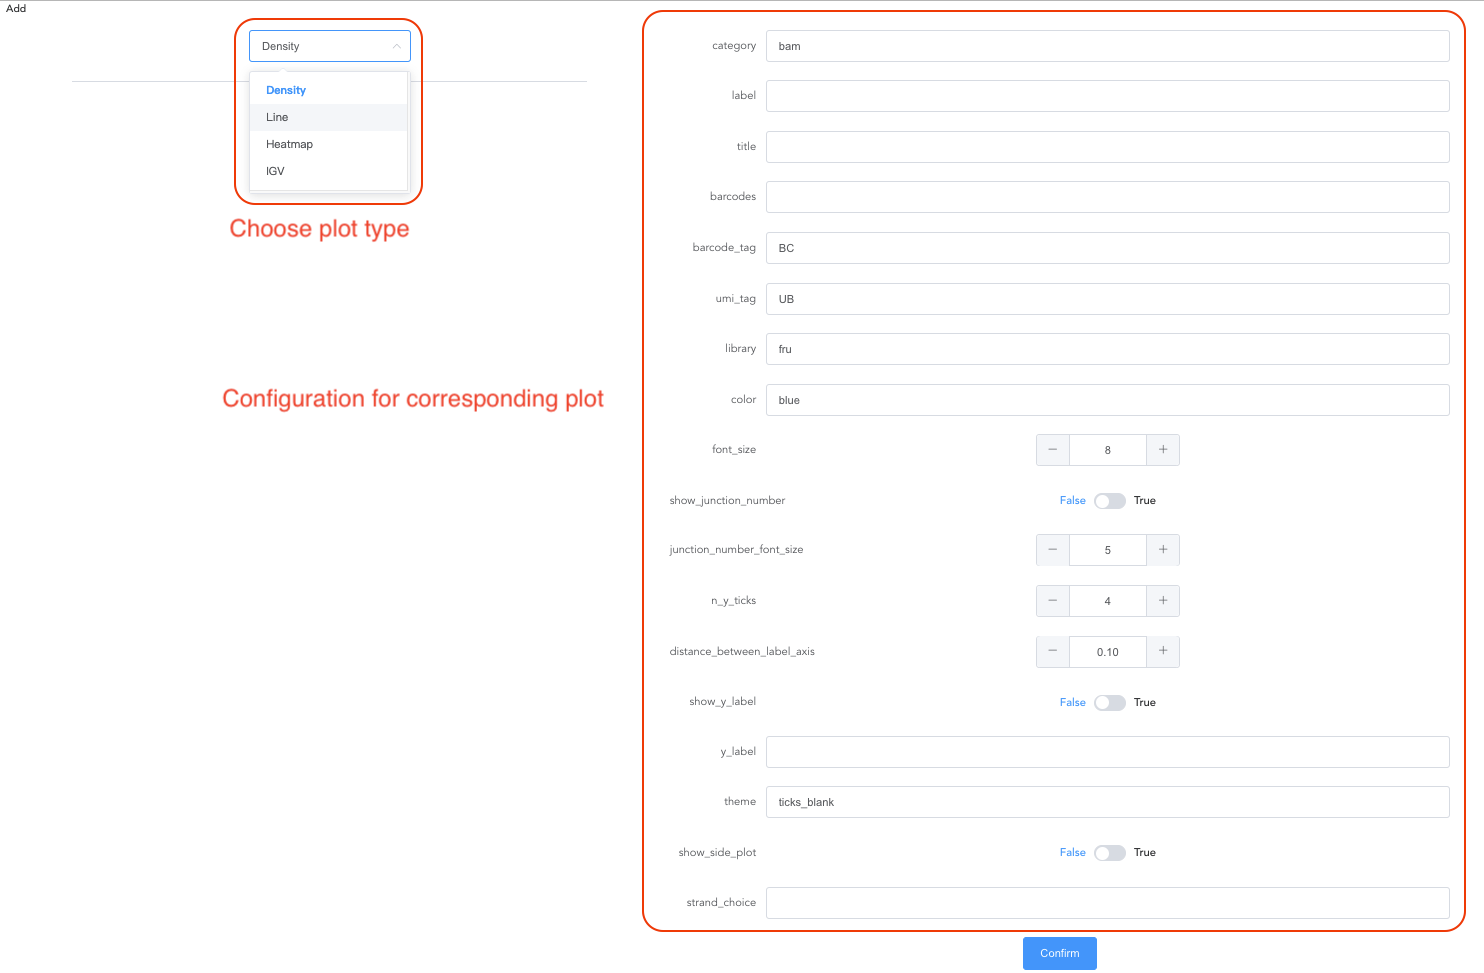 Add
Density
Density
Line
Heatmap
IGV
Choose plot type
Configuration for corresponding plot
category bam
label
title
barcodes
barcode_tag BC
umi_tag UB
library fru
color blue
font_size − 8 +
show_junction_number False True
junction_number_font_size − 5 +
n_y_ticks − 4 +
distance_between_label_axis − 0.10 +
show_y_label False True
y_label
theme ticks_blank
show_side_plot False True
strand_choice
Confirm